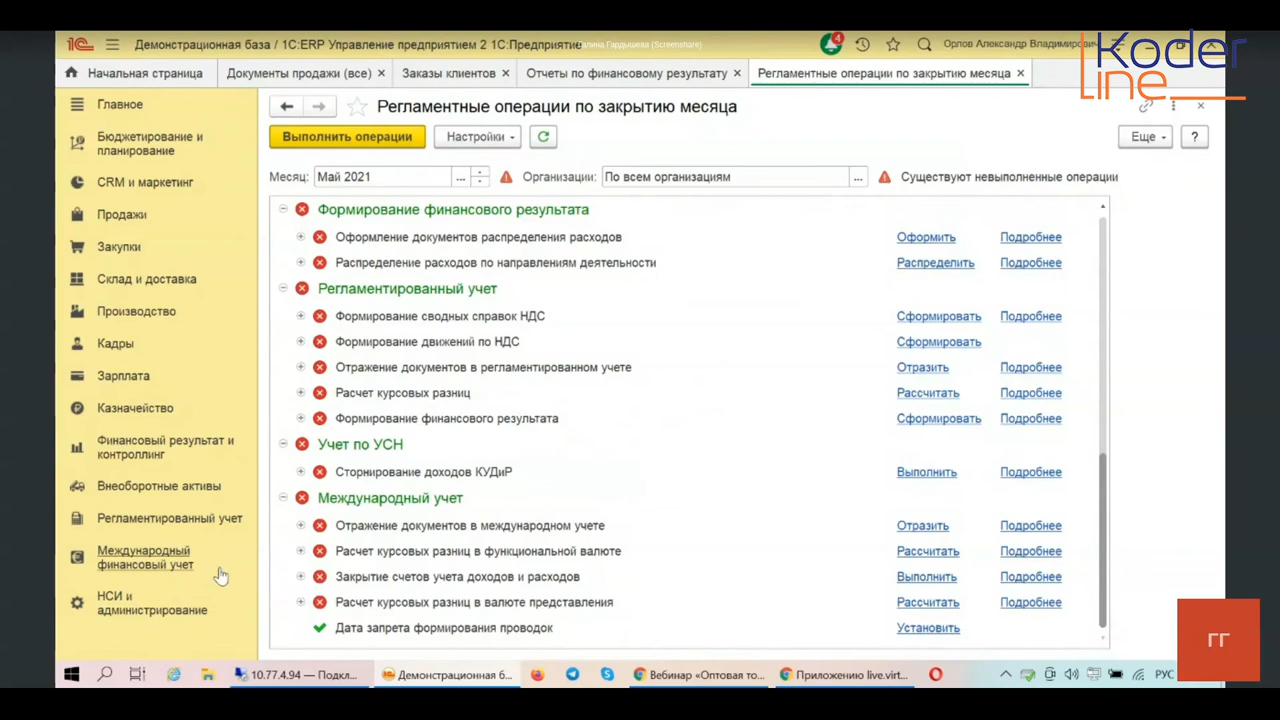 Демонстрационная база / 1С:ERP Управление предприятием 2 1С:Предприятие
Галина Гардышева (Screenshare)
4
Орлов Александр Владимирович
Koder
line
Начальная страница
Документы продажи (все) ×
Заказы клиентов ×
Отчеты по финансовому результату ×
Регламентные операции по закрытию месяца ×
Главное
Бюджетирование и
планирование
CRM и маркетинг
Продажи
Закупки
Склад и доставка
Производство
Кадры
Зарплата
Казначейство
Финансовый результат и
контроллинг
Внеоборотные активы
Регламентированный учет
Международный
финансовый учет
НСИ и
администрирование
Регламентные операции по закрытию месяца
Выполнить операции
Настройки
Еще
?
Месяц: Май 2021 ...
Организации: По всем организациям ...
Существуют невыполненные операции
Формирование финансового результата
Оформление документов распределения расходов Оформить Подробнее
Распределение расходов по направлениям деятельности Распределить Подробнее
Регламентированный учет
Формирование сводных справок НДС Сформировать Подробнее
Формирование движений по НДС Сформировать
Отражение документов в регламентированном учете Отразить Подробнее
Расчет курсовых разниц Рассчитать Подробнее
Формирование финансового результата Сформировать Подробнее
Учет по УСН
Сторнирование доходов КУДиР Выполнить Подробнее
Международный учет
Отражение документов в международном учете Отразить Подробнее
Расчет курсовых разниц в функциональной валюте Рассчитать Подробнее
Закрытие счетов учета доходов и расходов Выполнить Подробнее
Расчет курсовых разниц в валюте представления Рассчитать Подробнее
Дата запрета формирования проводок Установить
ГГ
10.77.4.94 — Подкл...
Демонстрационная б...
Вебинар «Оптовая то...
Приложению live.virt...
РУС